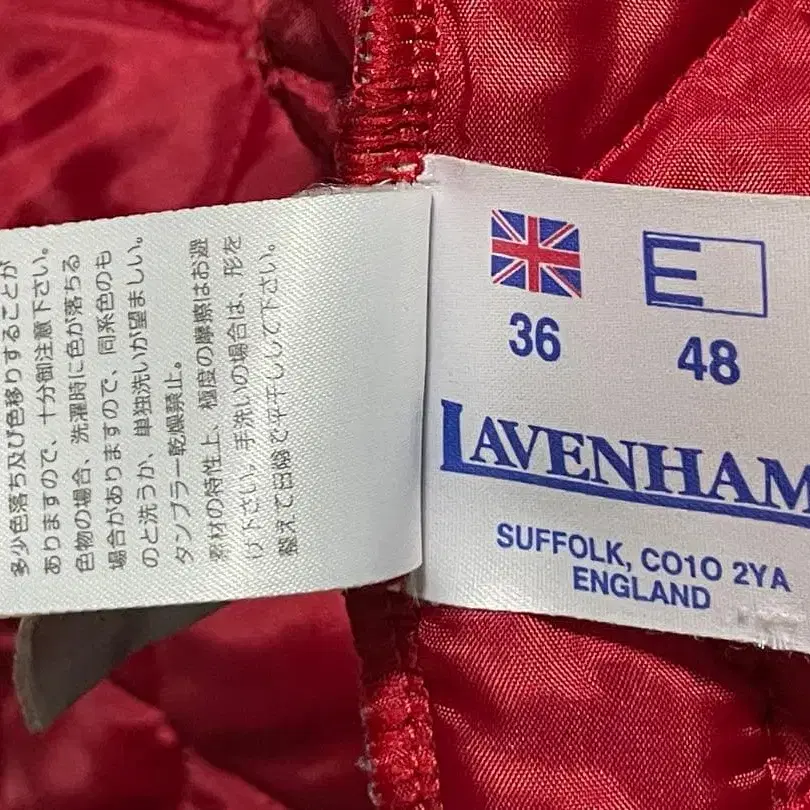 多少色落ち及び色移りすることが
ありますので、十分御注意下さい。
色物の場合、洗濯時に色が落ちる
場合がありますので、同系色のも
のと洗うか、単独洗いが望ましい。
タンブラー乾燥禁止。
素材の特性上、極度の摩擦はお避
け下さい。手洗いの場合は、形を
整えて日陰で平干しして下さい。
E
36 48
LAVENHAM
SUFFOLK, CO10 2YA
ENGLAND